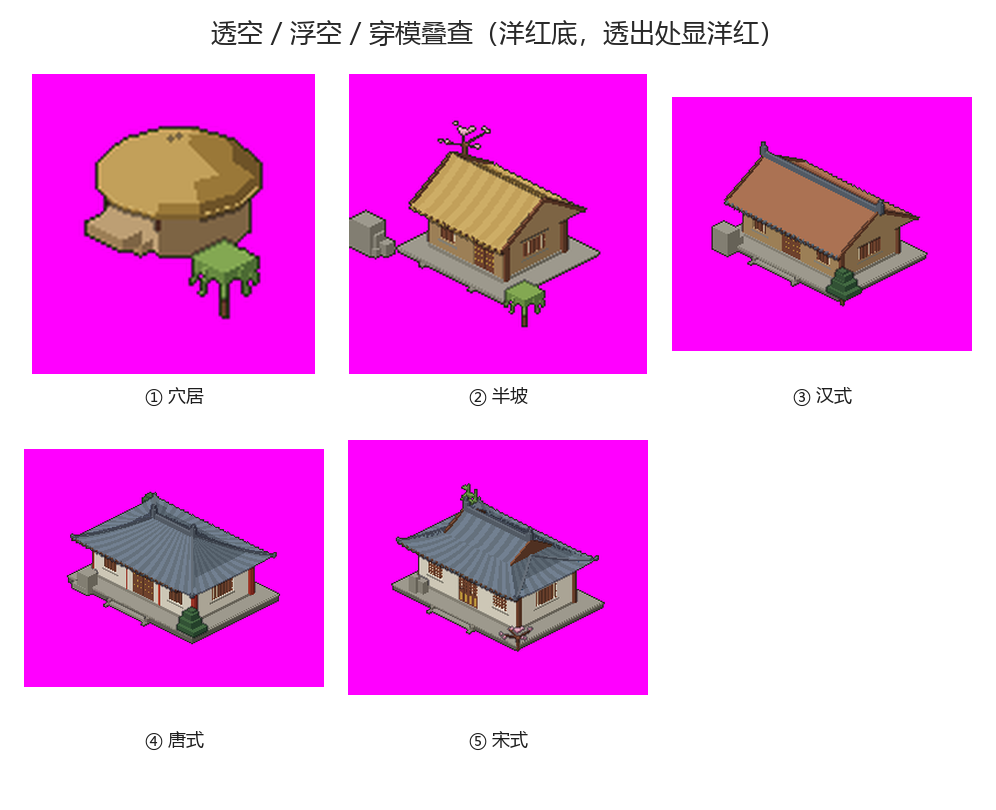 透空 / 浮空 / 穿模叠查（洋红底，透出处显洋红）
① 穴居
② 半坡
③ 汉式
④ 唐式
⑤ 宋式